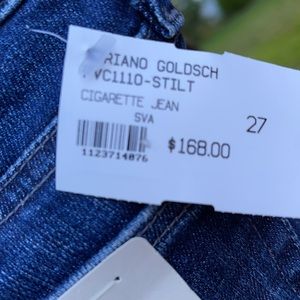 RIANO GOLDSCH
VC1110-STILT
CIGARETTE JEAN
SVA
27
$168.00
1123714876